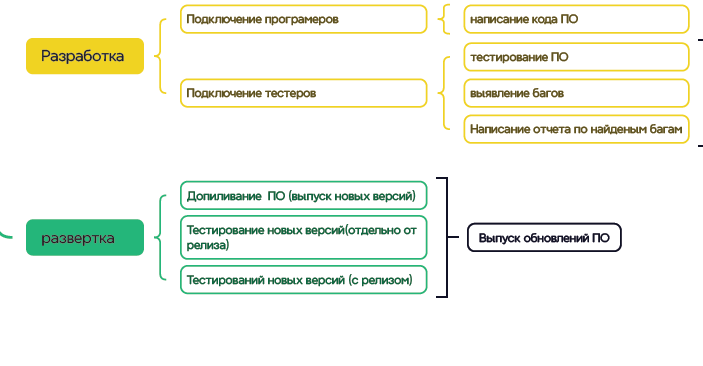 Разработка
Подключение програмеров
написание кода ПО
Подключение тестеров
тестирование ПО
выявление багов
Написание отчета по найденым багам
развертка
Допиливание ПО (выпуск новых версий)
Тестирование новых версий(отдельно от
релиза)
Тестирований новых версий (с релизом)
Выпуск обновлений ПО